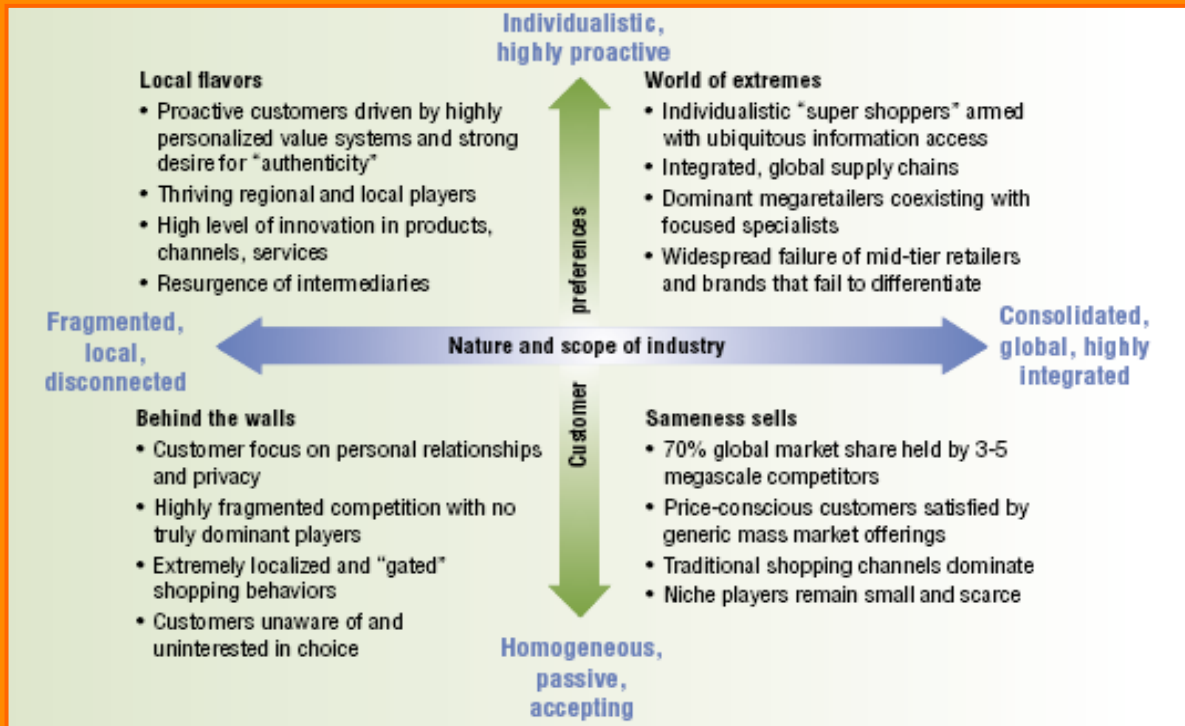 Individualistic,
highly proactive
Local flavors
• Proactive customers driven by highly
personalized value systems and strong
desire for "authenticity"
• Thriving regional and local players
• High level of innovation in products,
channels, services
• Resurgence of intermediaries
World of extremes
• Individualistic "super shoppers" armed
with ubiquitous information access
• Integrated, global supply chains
• Dominant megaretailers coexisting with
focused specialists
• Widespread failure of mid-tier retailers
and brands that fail to differentiate
Fragmented,
local,
disconnected
Nature and scope of industry
Consolidated,
global, highly
integrated
Customer preferences
Behind the walls
• Customer focus on personal relationships
and privacy
• Highly fragmented competition with no
truly dominant players
• Extremely localized and "gated"
shopping behaviors
• Customers unaware of and
uninterested in choice
Sameness sells
• 70% global market share held by 3-5
megascale competitors
• Price-conscious customers satisfied by
generic mass market offerings
• Traditional shopping channels dominate
• Niche players remain small and scarce
Homogeneous,
passive,
accepting